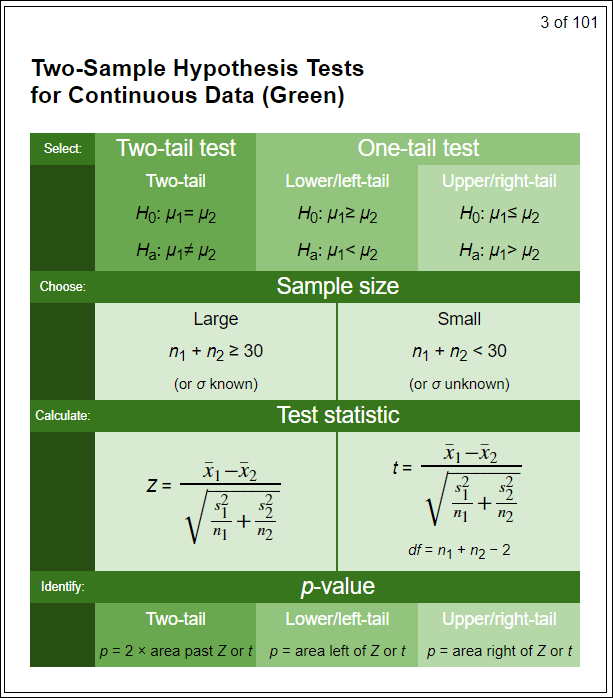 3 of 101
Two-Sample Hypothesis Tests
for Continuous Data (Green)
Select: Two-tail test One-tail test
Two-tail Lower/left-tail Upper/right-tail
H₀: μ₁= μ₂ H₀: μ₁≥ μ₂ H₀: μ₁≤ μ₂
Hₐ: μ₁≠ μ₂ Hₐ: μ₁< μ₂ Hₐ: μ₁> μ₂
Choose: Sample size
Large Small
n₁ + n₂ ≥ 30 n₁ + n₂ < 30
(or σ known) (or σ unknown)
Calculate: Test statistic
Z = (x̄₁−x̄₂)/√(s₁²/n₁ + s₂²/n₂) t = (x̄₁−x̄₂)/√(s₁²/n₁ + s₂²/n₂)
df = n₁ + n₂ − 2
Identify: p-value
Two-tail Lower/left-tail Upper/right-tail
p = 2 × area past Z or t p = area left of Z or t p = area right of Z or t